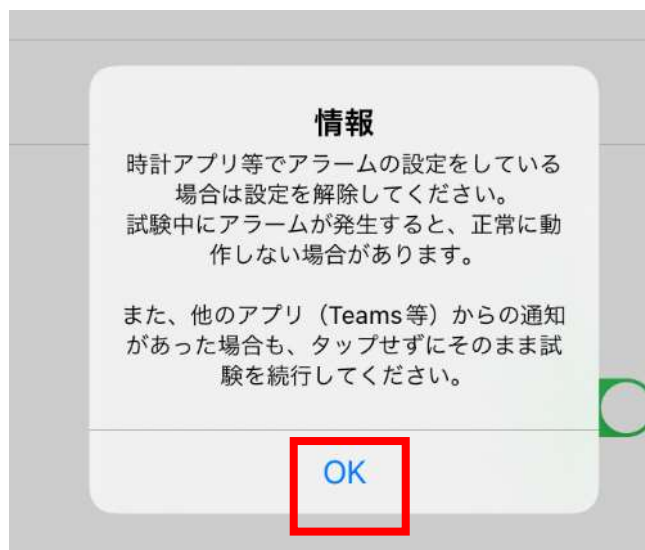 情報
時計アプリ等でアラームの設定をしている
場合は設定を解除してください。
試験中にアラームが発生すると、正常に動
作しない場合があります。
また、他のアプリ（Teams等）からの通知
があった場合も、タップせずにそのまま試
験を続行してください。
OK